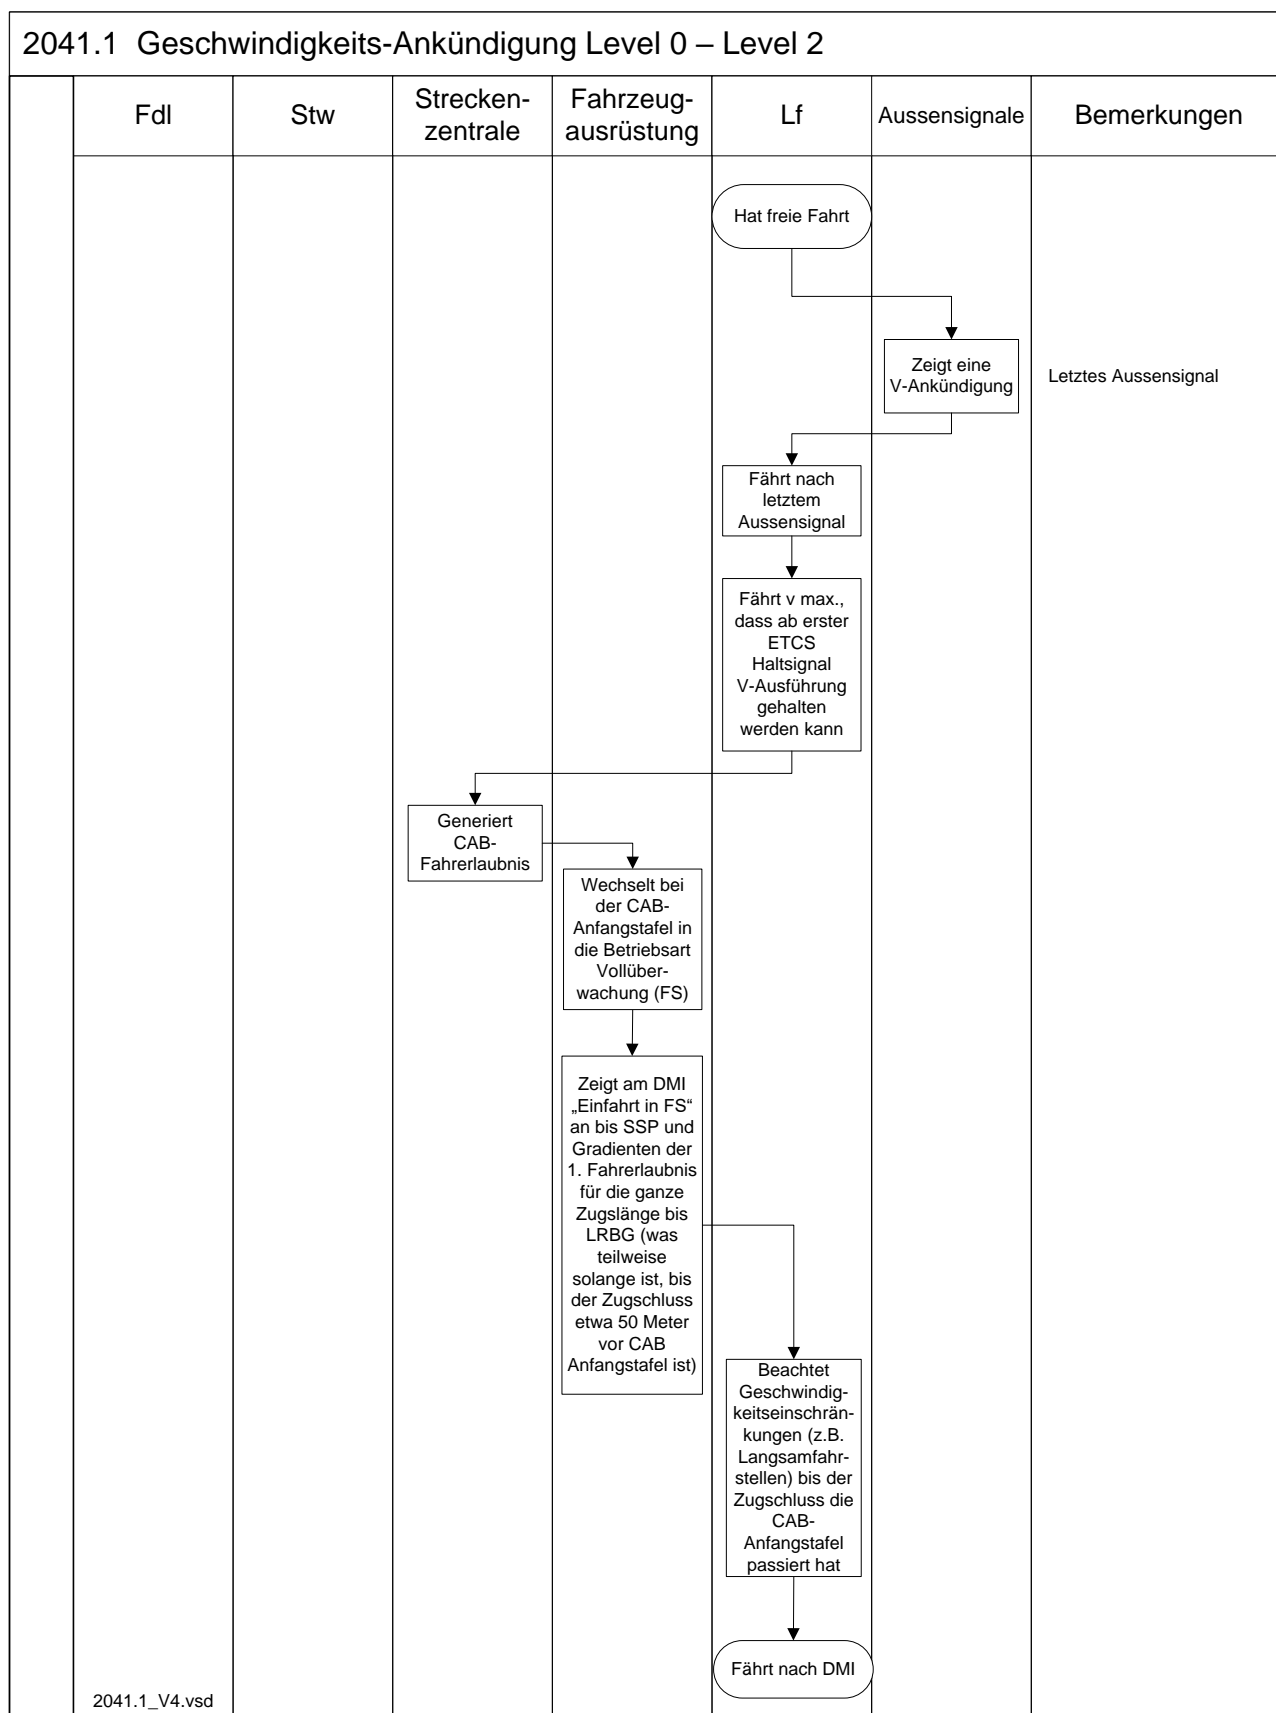 2041.1 Geschwindigkeits-Ankündigung Level 0 – Level 2
Fdl
Stw
Strecken-
zentrale
Fahrzeug-
ausrüstung
Lf
Aussensignale
Bemerkungen
Hat freie Fahrt
Zeigt eine
V-Ankündigung
Letztes Aussensignal
Fährt nach
letztem
Aussensignal
Fährt v max.,
dass ab erster
ETCS
Haltsignal
V-Ausführung
gehalten
werden kann
Generiert
CAB-
Fahrerlaubnis
Wechselt bei
der CAB-
Anfangstafel in
die Betriebsart
Vollüber-
wachung (FS)
Zeigt am DMI
„Einfahrt in FS“
an bis SSP und
Gradienten der
1. Fahrerlaubnis
für die ganze
Zugslänge bis
LRBG (was
teilweise
solange ist, bis
der Zugschluss
etwa 50 Meter
vor CAB
Anfangstafel ist)
Beachtet
Geschwindig-
keitseinschrän-
kungen (z.B.
Langsamfahr-
stellen) bis der
Zugschluss die
CAB-
Anfangstafel
passiert hat
Fährt nach DMI
2041.1_V4.vsd